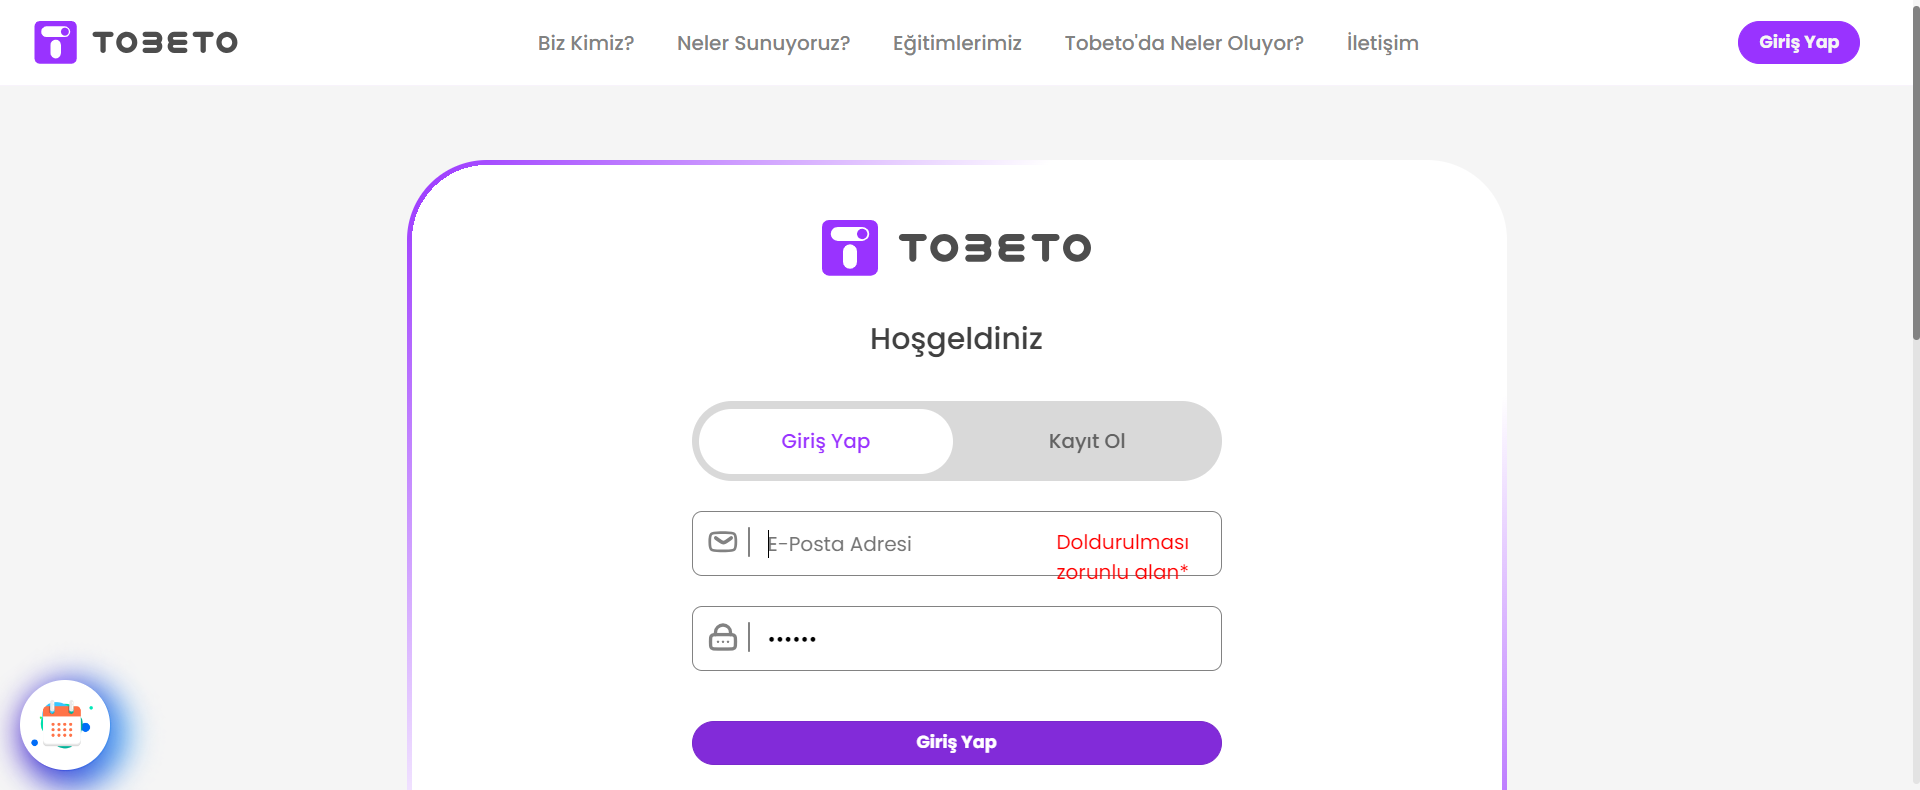 TOBETO
Biz Kimiz? Neler Sunuyoruz? Eğitimlerimiz Tobeto'da Neler Oluyor? İletişim
Giriş Yap
TOBETO
Hoşgeldiniz
Giriş Yap Kayıt Ol
E-Posta Adresi
Doldurulması
zorunlu alan*
••••••
Giriş Yap